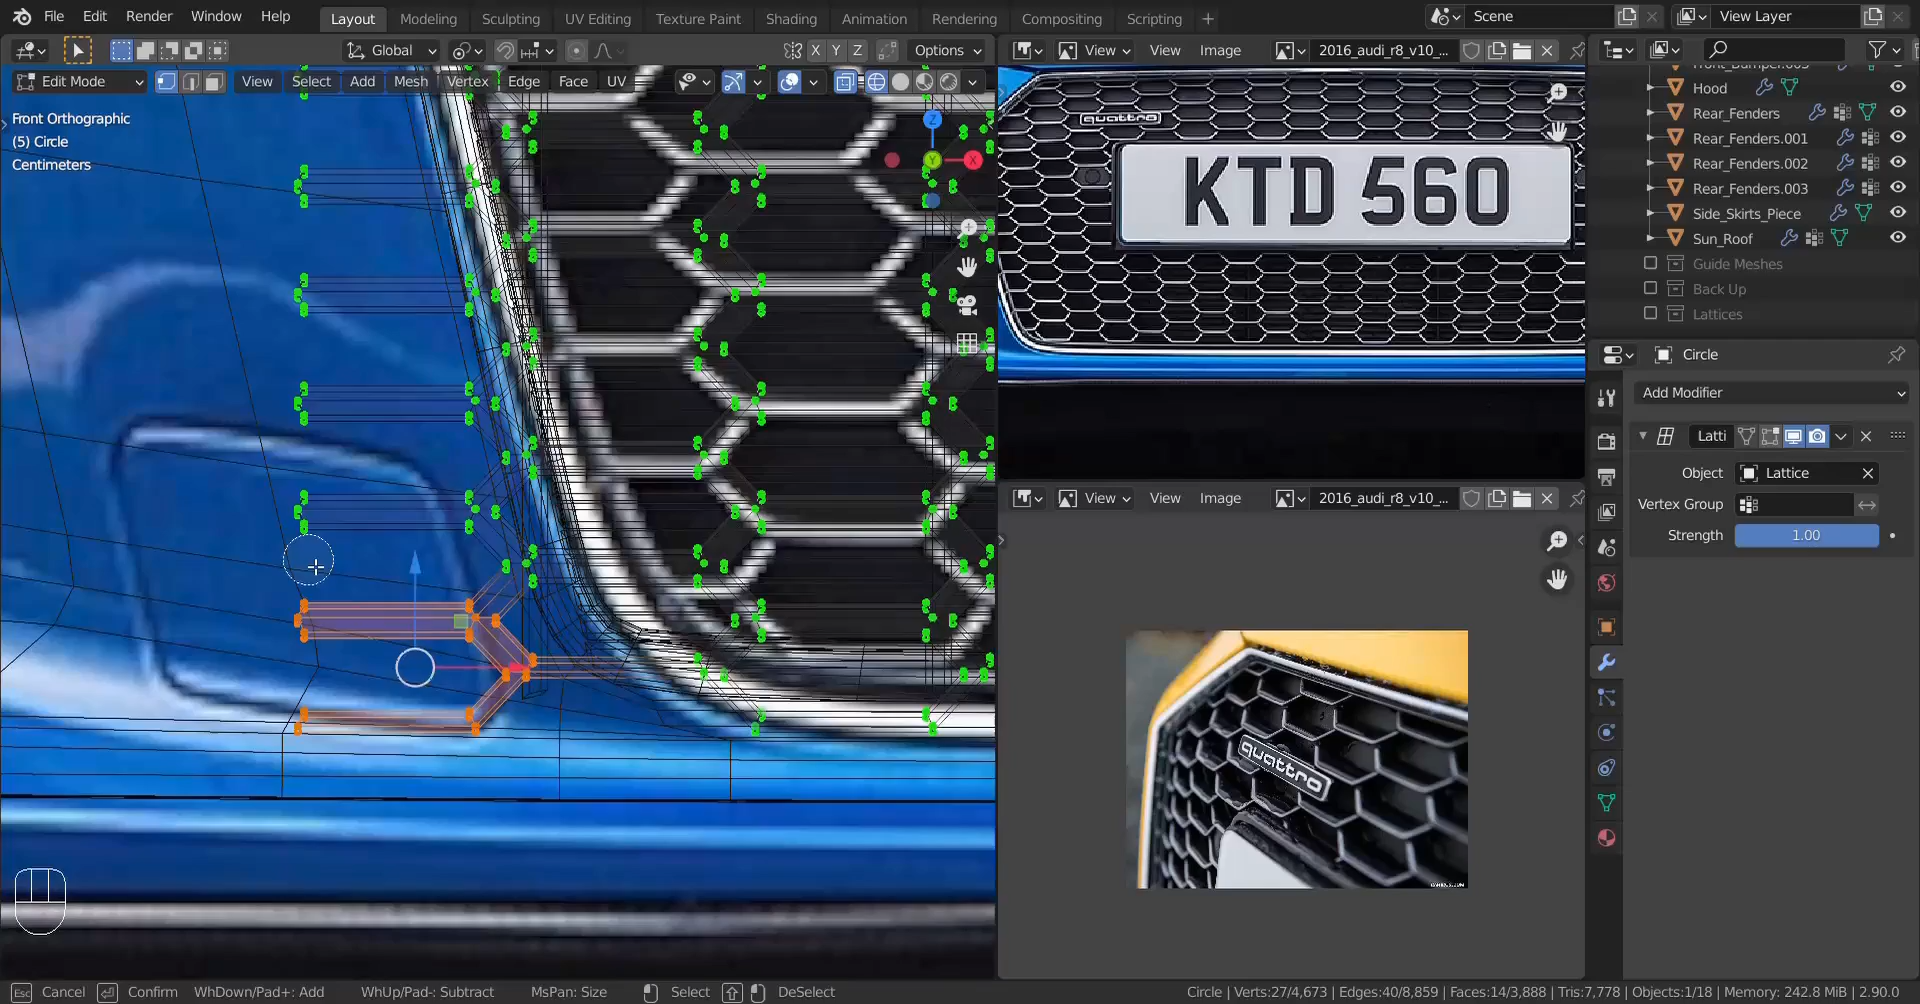 File Edit Render Window Help Layout Modeling Sculpting UV Editing Texture Paint Shading Animation Rendering Compositing Scripting + Scene View Layer
Global X Y Z Options
View View Image 2016_audi_r8_v10_...
Edit Mode View Select Add Mesh Vertex Edge Face UV
Front Orthographic
(5) Circle
Centimeters
Z
Y
X
quattro
KTD 560
Hood
Rear_Fenders
Rear_Fenders.001
Rear_Fenders.002
Rear_Fenders.003
Side_Skirts_Piece
Sun_Roof
Guide Meshes
Back Up
Lattices
Circle
Add Modifier
Latti
Object Lattice
Vertex Group
Strength 1.00
View View Image 2016_audi_r8_v10_...
quattro
Esc Cancel Confirm WhDown/Pad+: Add WhUp/Pad-: Subtract MsPan: Size Select DeSelect Circle | Verts:27/4,673 | Edges:40/8,859 | Faces:14/3,888 | Tris:7,778 | Objects:1/18 | Memory: 242.8 MiB | 2.90.0